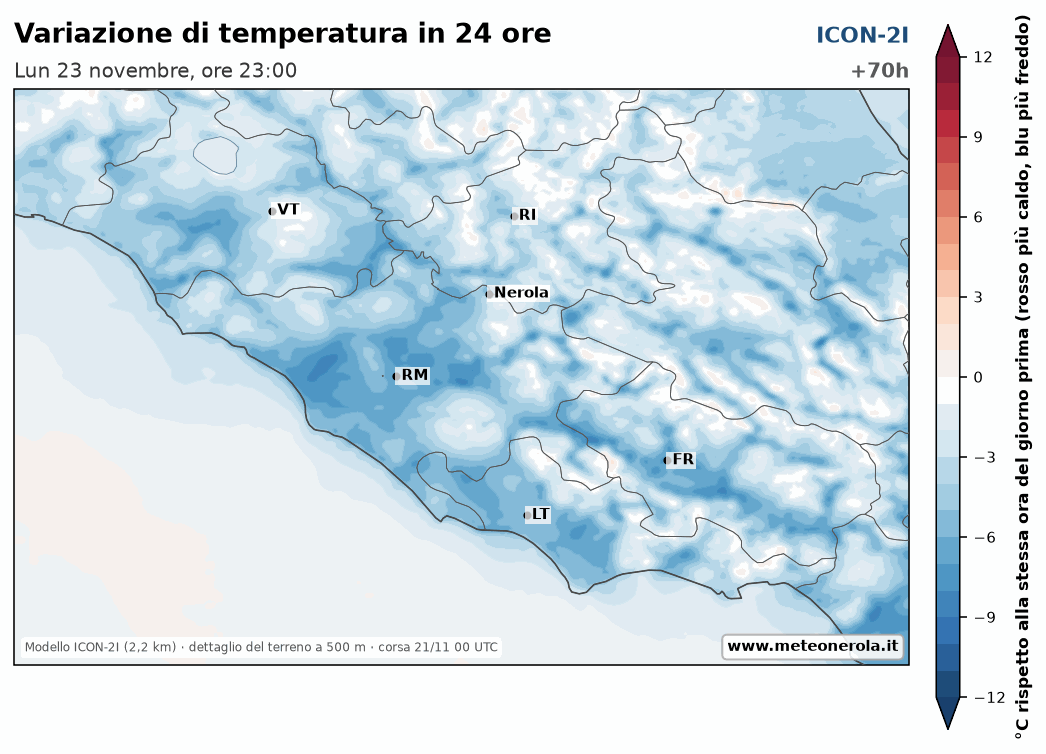 Variazione di temperatura in 24 ore
ICON-2I
Lun 23 novembre, ore 23:00
+70h
VT
RI
Nerola
RM
FR
LT
Modello ICON-2I (2,2 km) · dettaglio del terreno a 500 m · corsa 21/11 00 UTC
www.meteonerola.it
12
9
6
3
0
−3
−6
−9
−12
°C rispetto alla stessa ora del giorno prima (rosso più caldo, blu più freddo)